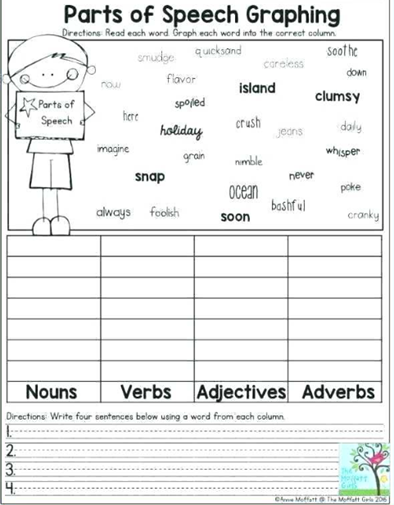 Parts of Speech Graphing
Directions: Read each word. Graph each word into the correct column.
smudge quicksand careless soothe
now flavor island down
Parts of Speech
here spoiled clumsy
holiday crush jeans daily
imagine grain nimble whisper
snap never
ocean poke
always foolish soon bashful cranky
Nouns Verbs Adjectives Adverbs
Directions: Write four sentences below using a word from each column.
1.
2.
3.
4.
The Moffatt Girls
©Annie Moffatt @ The Moffatt Girls 2016